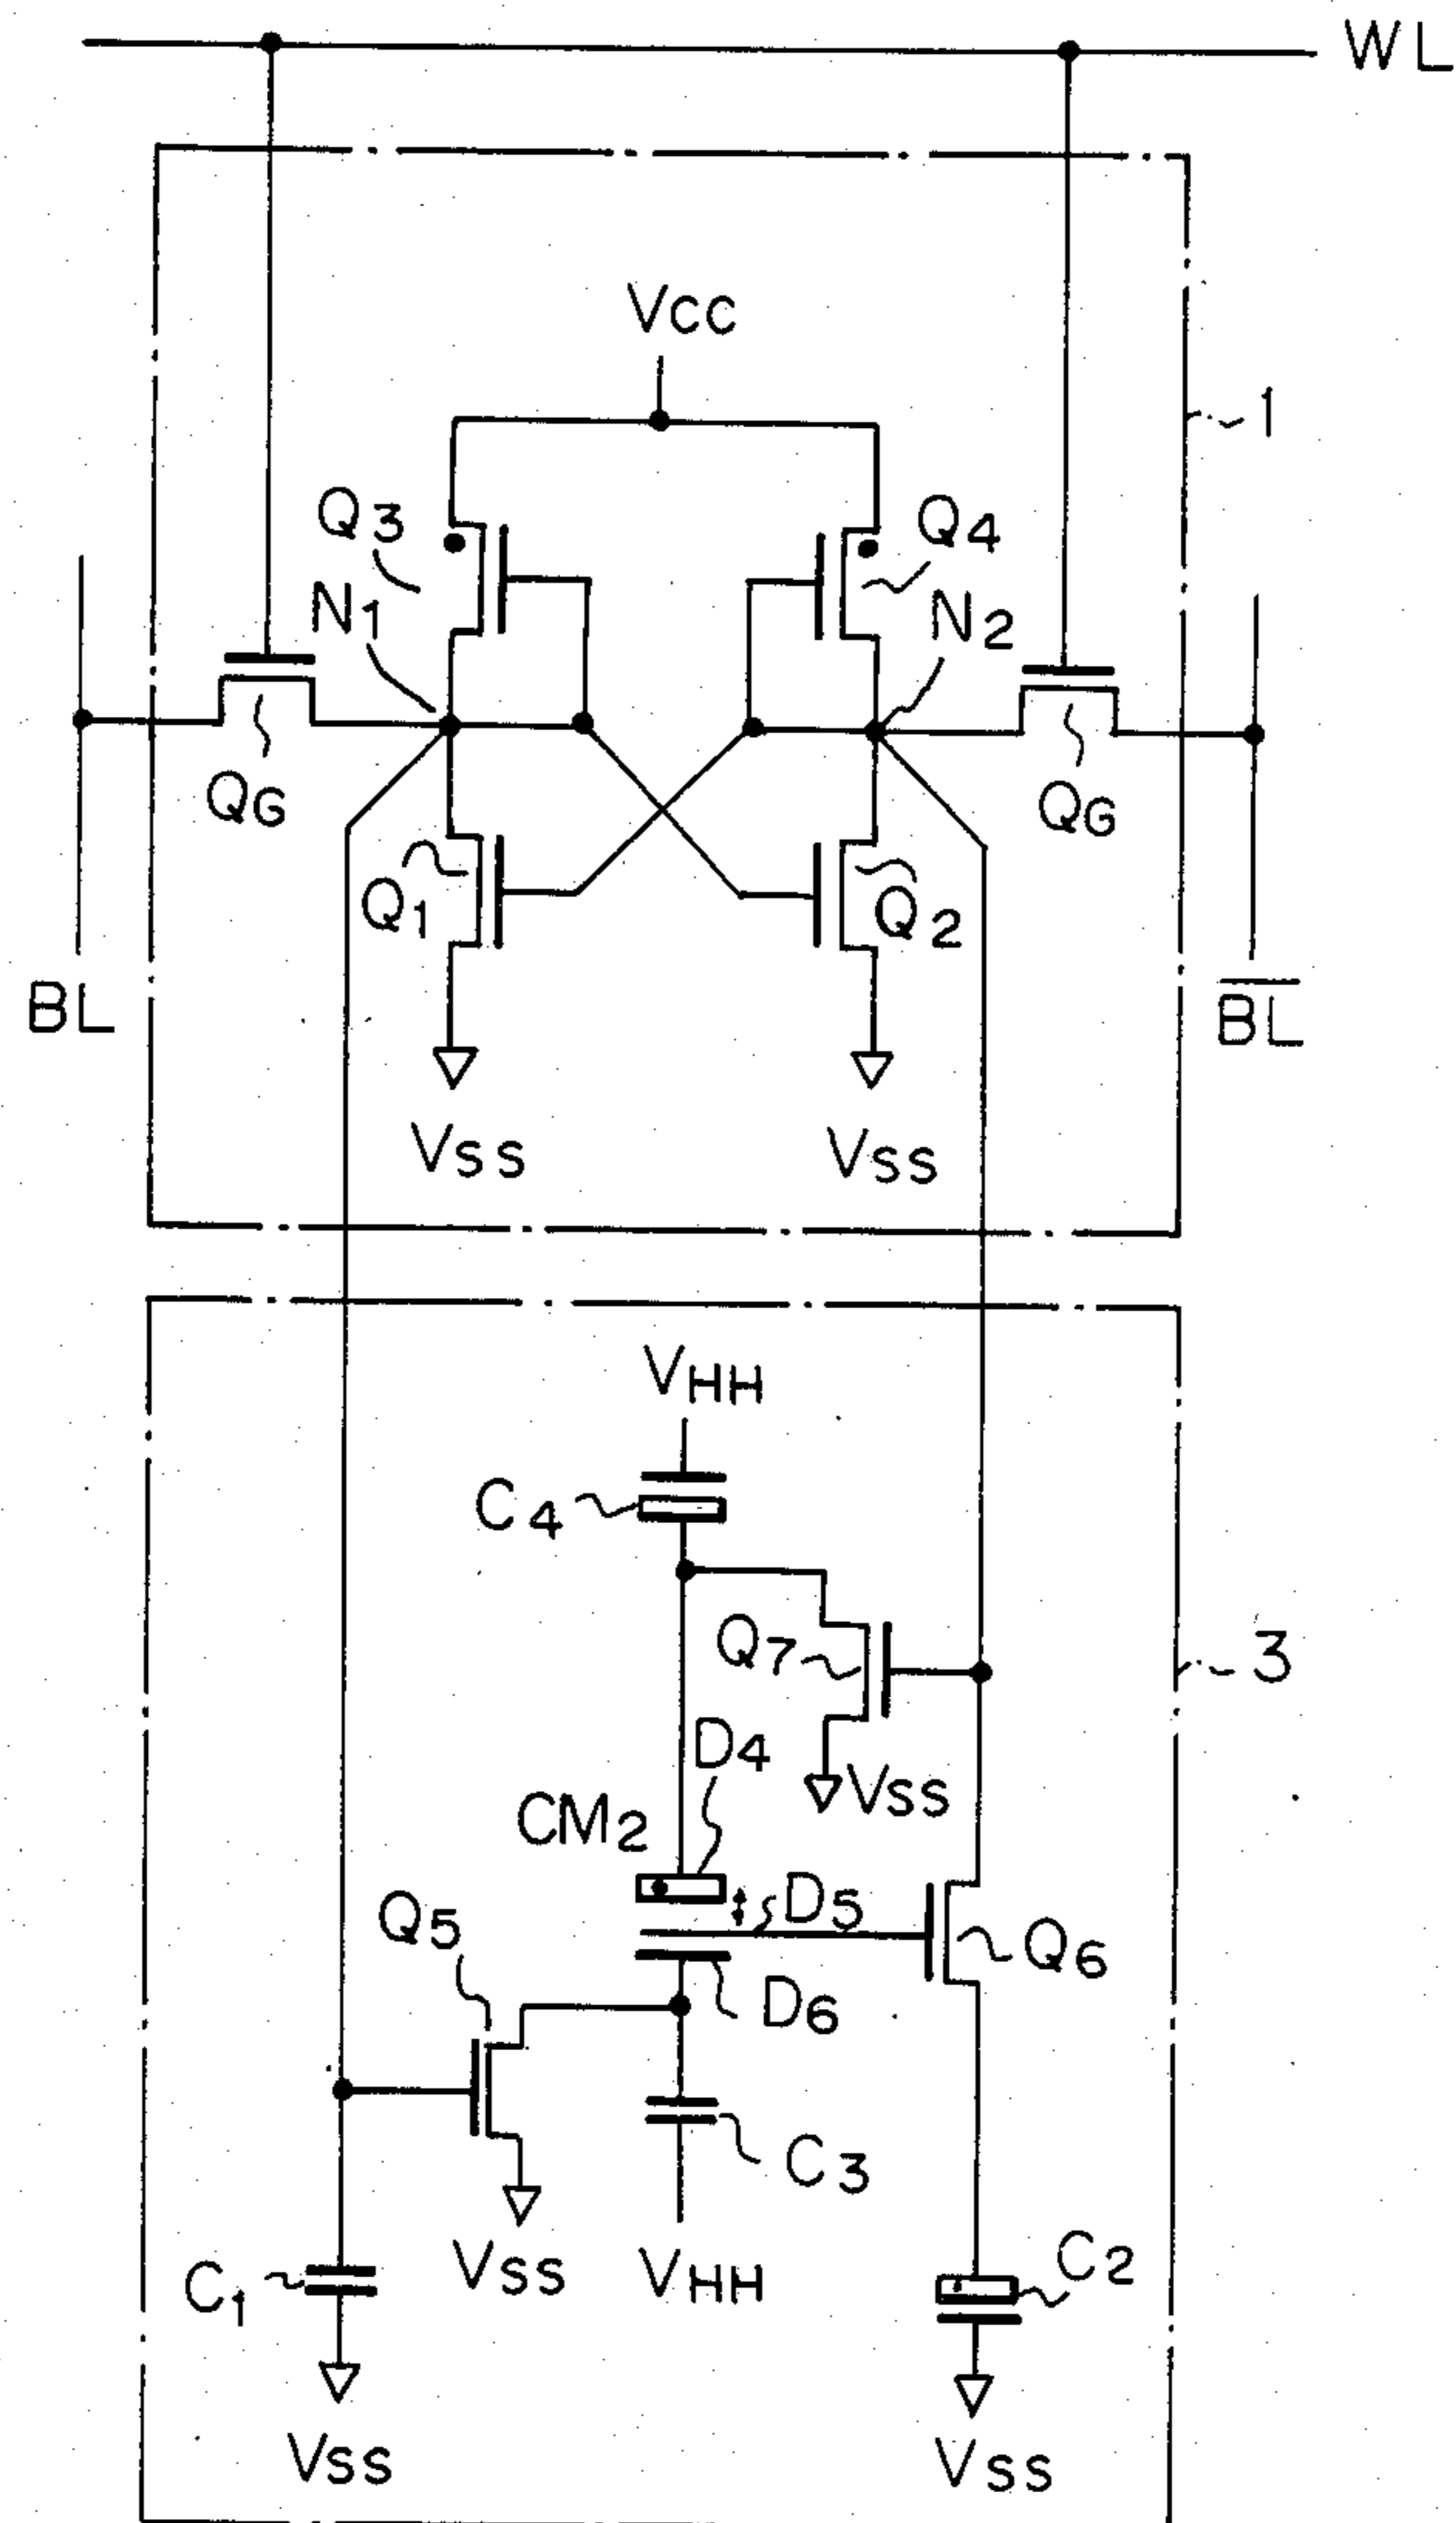 WL
VCC
1
Q3
Q4
N1
N2
QG
QG
Q1
Q2
BL
B̅L̅
VSS
VSS
VHH
C4
Q7
3
D4
VSS
CM2
D5
Q5
Q6
D6
C3
VSS
VHH
C1
C2
VSS
VSS